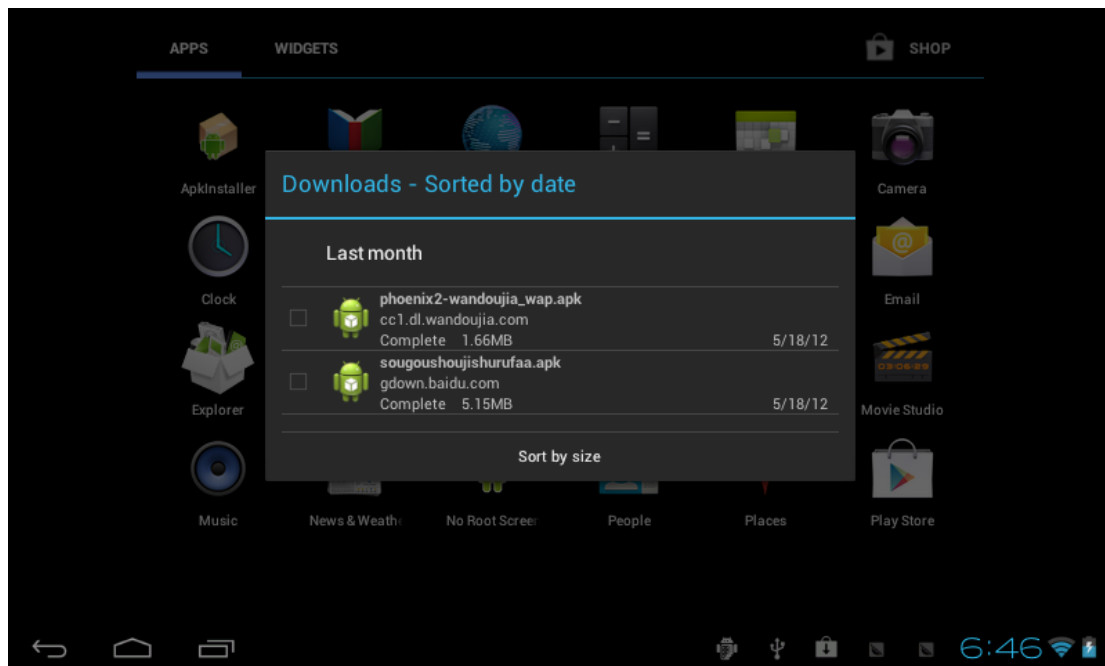 APPS WIDGETS SHOP
ApkInstaller Camera
Downloads - Sorted by date
Last month
phoenix2-wandoujia_wap.apk
cc1.dl.wandoujia.com
Complete 1.66MB 5/18/12
sougoushoujishurufaa.apk
gdown.baidu.com
Complete 5.15MB 5/18/12
Sort by size
Clock Email
Explorer Movie Studio
Music News & Weath No Root Screen People Places Play Store
6:46